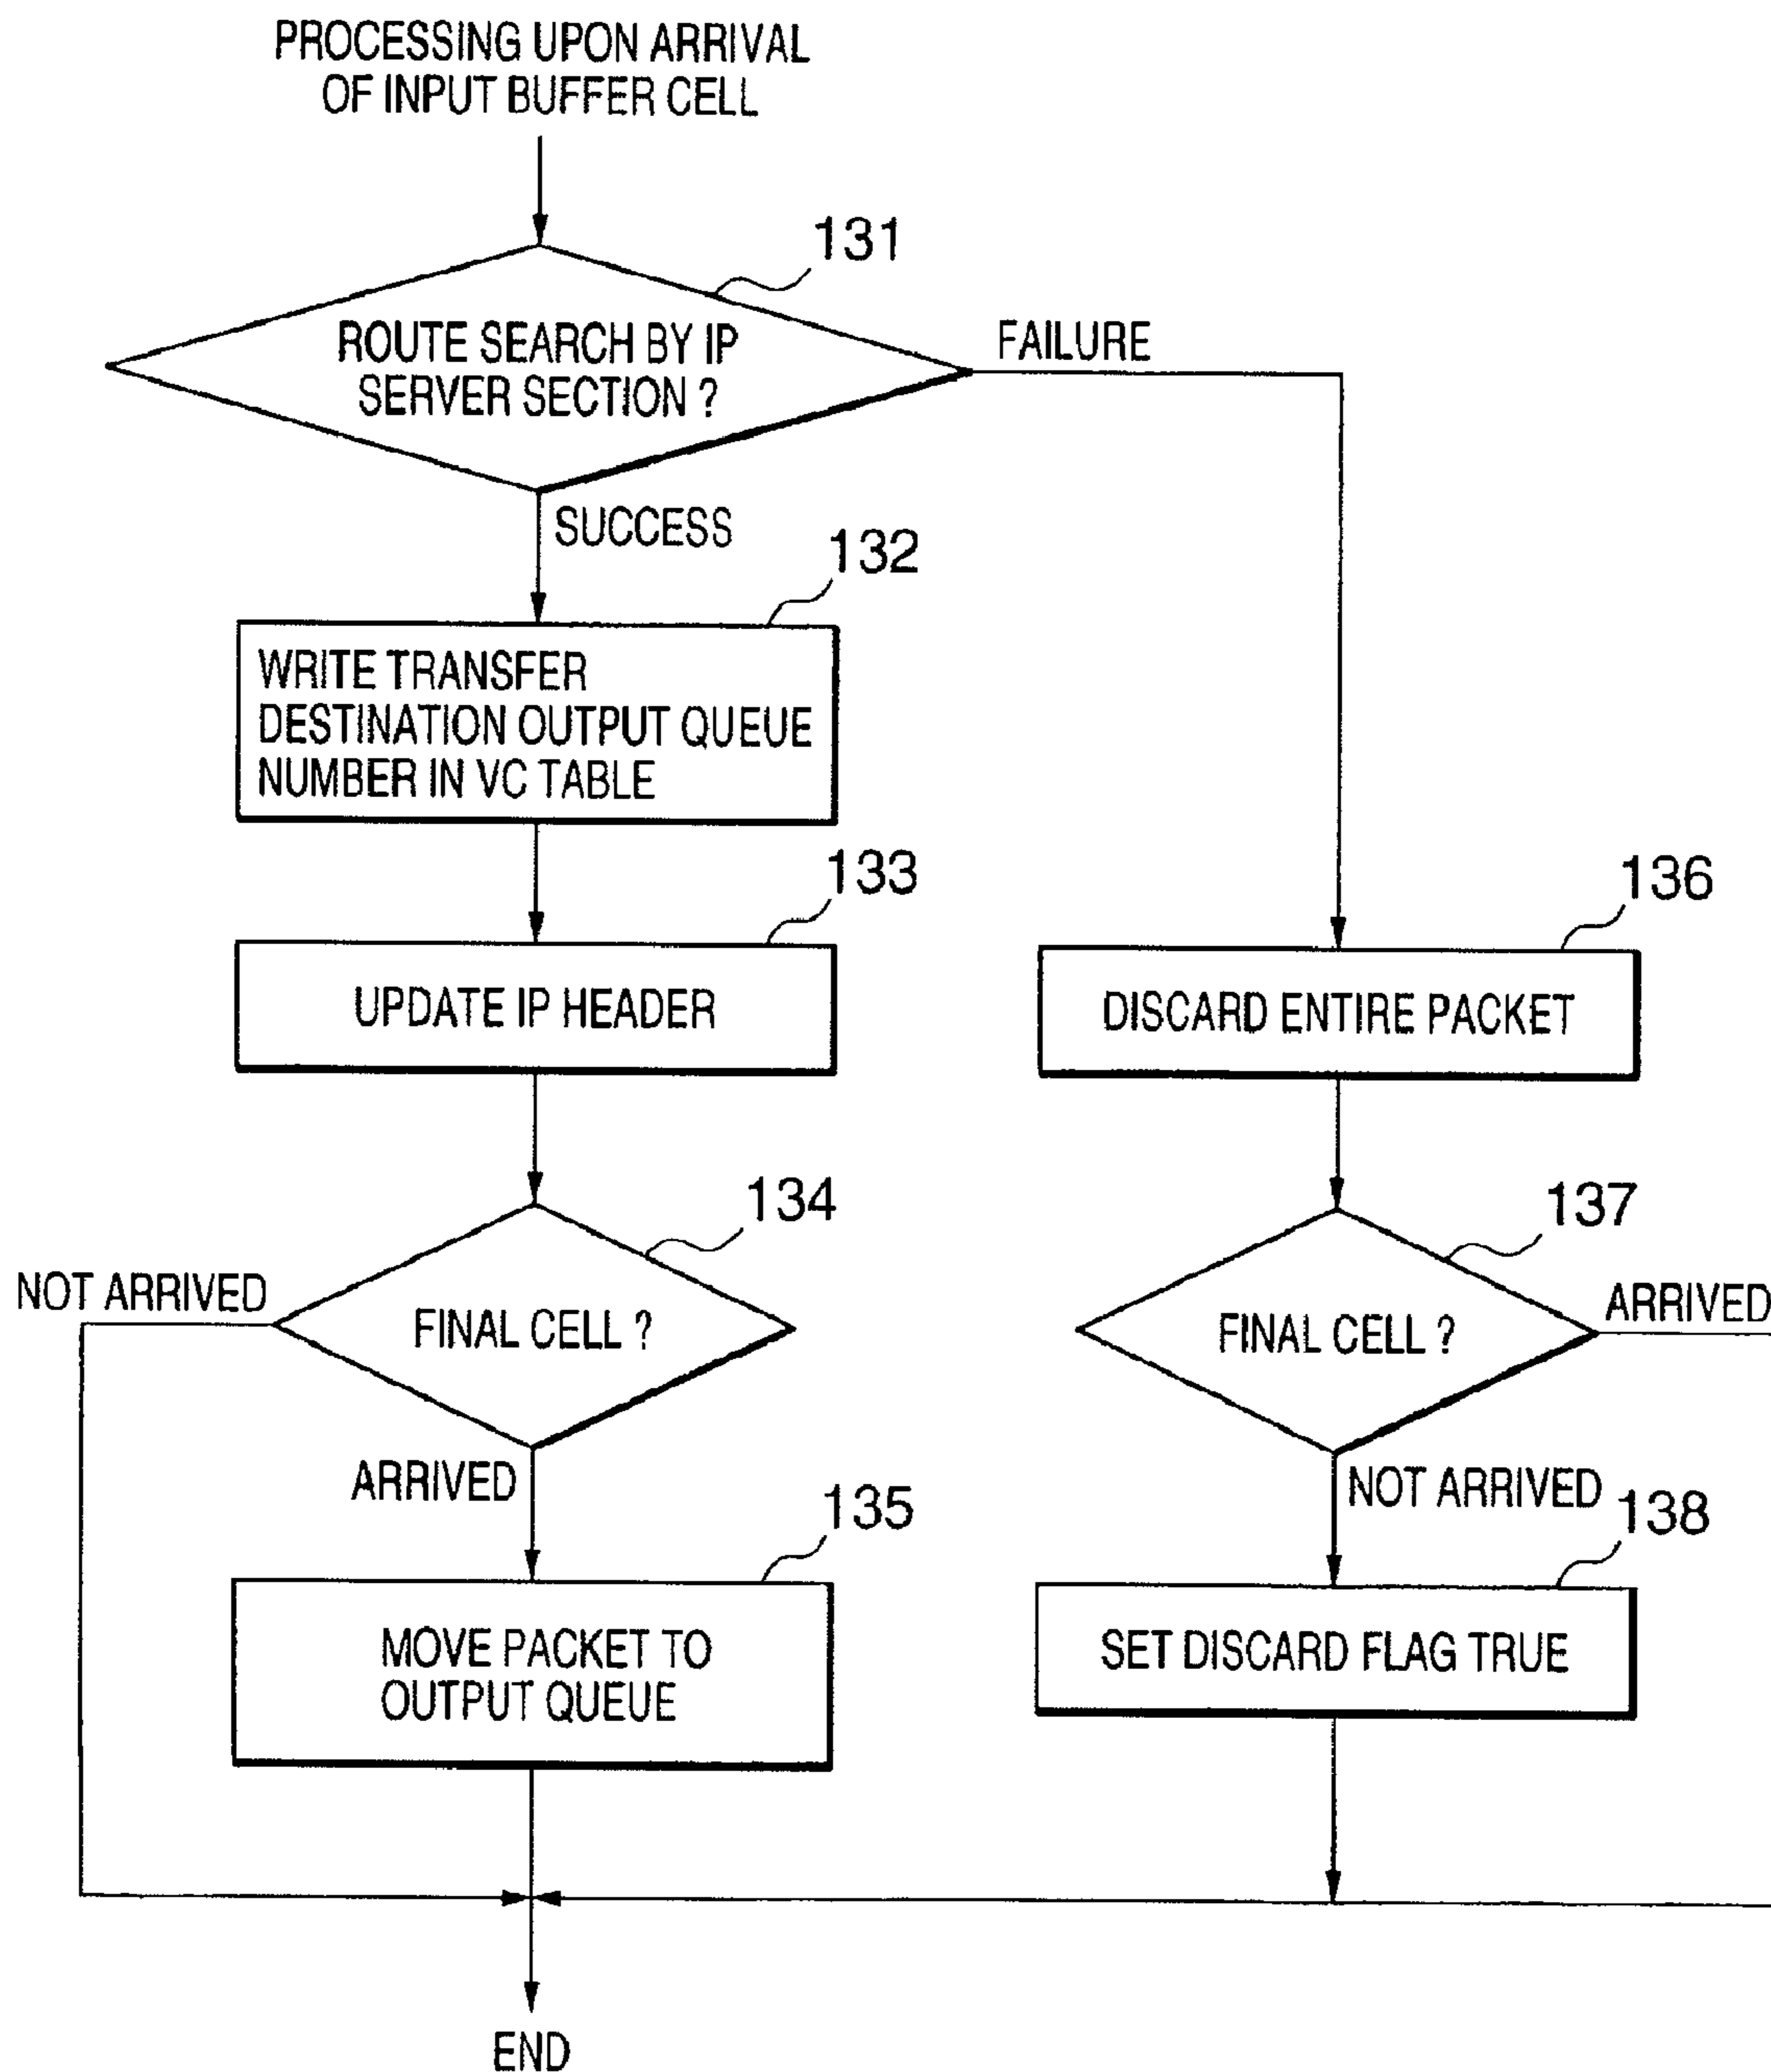 PROCESSING UPON ARRIVAL
OF INPUT BUFFER CELL
131
ROUTE SEARCH BY IP
SERVER SECTION ?
FAILURE
SUCCESS
132
WRITE TRANSFER
DESTINATION OUTPUT QUEUE
NUMBER IN VC TABLE
133
UPDATE IP HEADER
136
DISCARD ENTIRE PACKET
134
NOT ARRIVED
FINAL CELL ?
ARRIVED
137
FINAL CELL ?
ARRIVED
NOT ARRIVED
135
MOVE PACKET TO
OUTPUT QUEUE
138
SET DISCARD FLAG TRUE
END